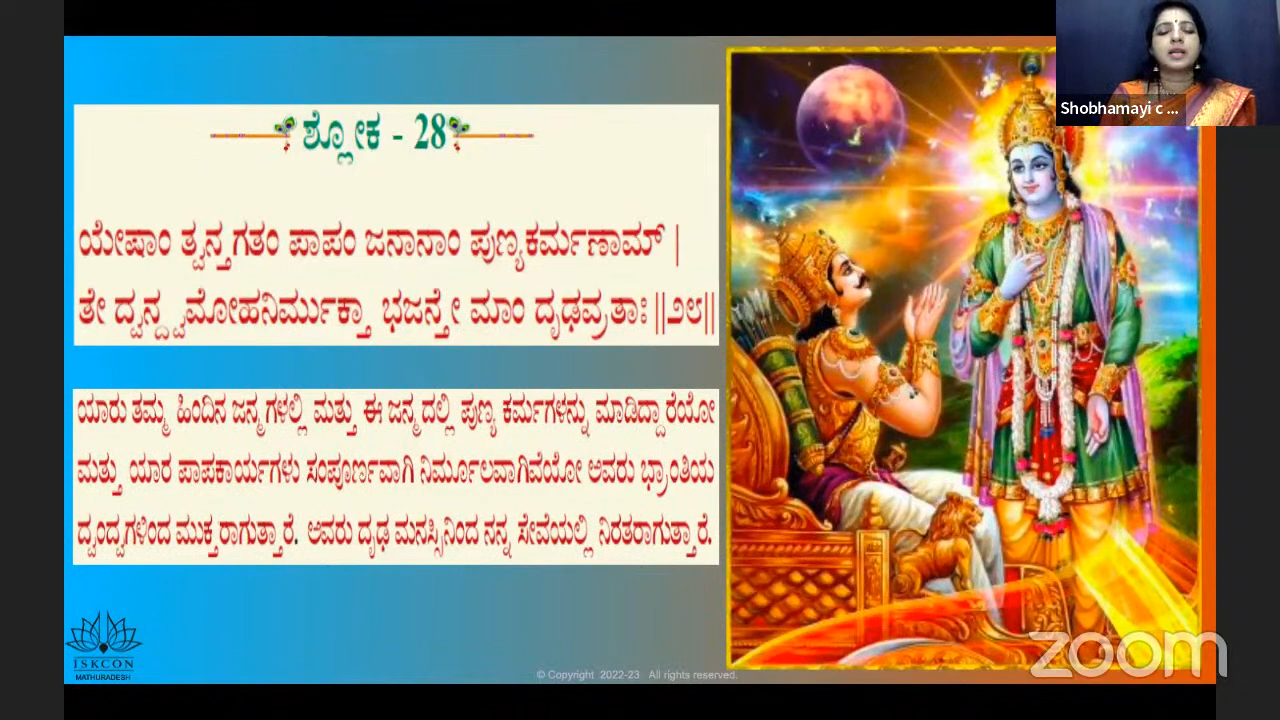 ಶ್ಲೋಕ - 28
ಯೇಷಾಂ ತ್ವನ್ತಗತಂ ಪಾಪಂ ಜನಾನಾಂ ಪುಣ್ಯಕರ್ಮಣಾಮ್ |
ತೇ ದ್ವನ್ದ್ವಮೋಹನಿರ್ಮುಕ್ತಾ ಭಜನ್ತೇ ಮಾಂ ದೃಢವ್ರತಾಃ ||೨೮||
ಯಾರು ತಮ್ಮ ಹಿಂದಿನ ಜನ್ಮಗಳಲ್ಲಿ ಮತ್ತು ಈ ಜನ್ಮದಲ್ಲಿ ಪುಣ್ಯ ಕರ್ಮಗಳನ್ನು ಮಾಡಿದ್ದಾರೆಯೋ
ಮತ್ತು ಯಾರ ಪಾಪಕಾರ್ಯಗಳು ಸಂಪೂರ್ಣವಾಗಿ ನಿರ್ಮೂಲವಾಗಿವೆಯೋ ಅವರು ಭ್ರಾಂತಿಯ
ದ್ವಂದ್ವಗಳಿಂದ ಮುಕ್ತರಾಗುತ್ತಾರೆ. ಅವರು ದೃಢ ಮನಸ್ಸಿನಿಂದ ನನ್ನ ಸೇವೆಯಲ್ಲಿ ನಿರತರಾಗುತ್ತಾರೆ.
Shobhamayi c ...
ISKCON
MATHURADESH
© Copyright 2022-23 All rights reserved.
zoom